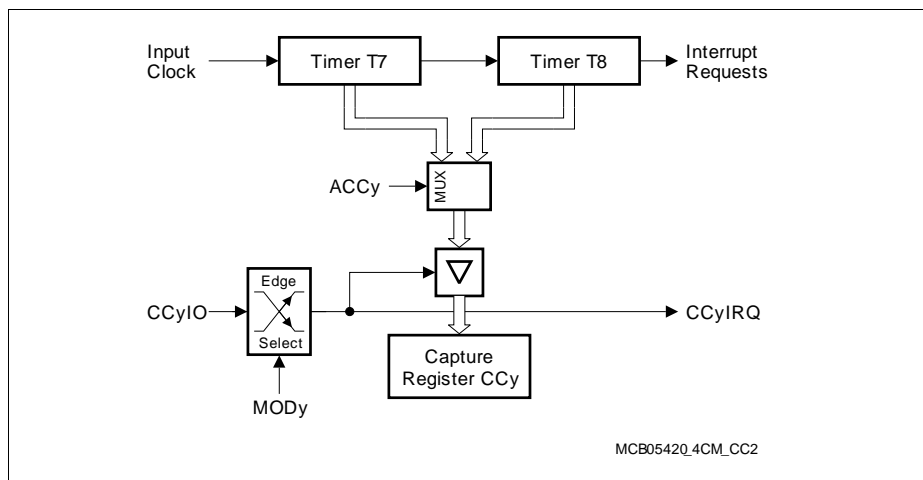 Input
Clock
Timer T7
Timer T8
Interrupt
Requests
ACCy
MUX
Edge
Select
CCyIO
CCyIRQ
Capture
Register CCy
MODy
MCB05420_4CM_CC2